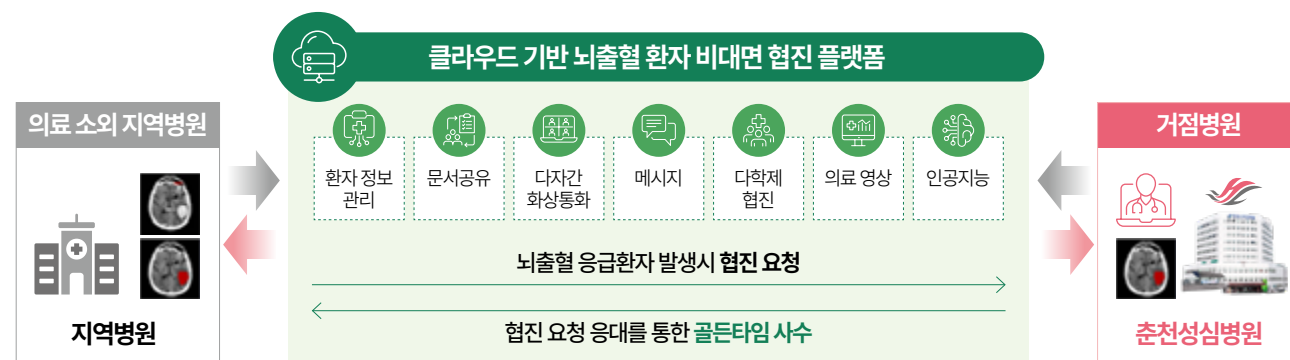 클라우드 기반 뇌출혈 환자 비대면 협진 플랫폼
의료 소외 지역병원
지역병원
환자 정보
관리
문서공유
다자간
화상통화
메시지
다학제
협진
의료 영상
인공지능
뇌출혈 응급환자 발생시 협진 요청
협진 요청 응대를 통한 골든타임 사수
거점병원
춘천성심병원